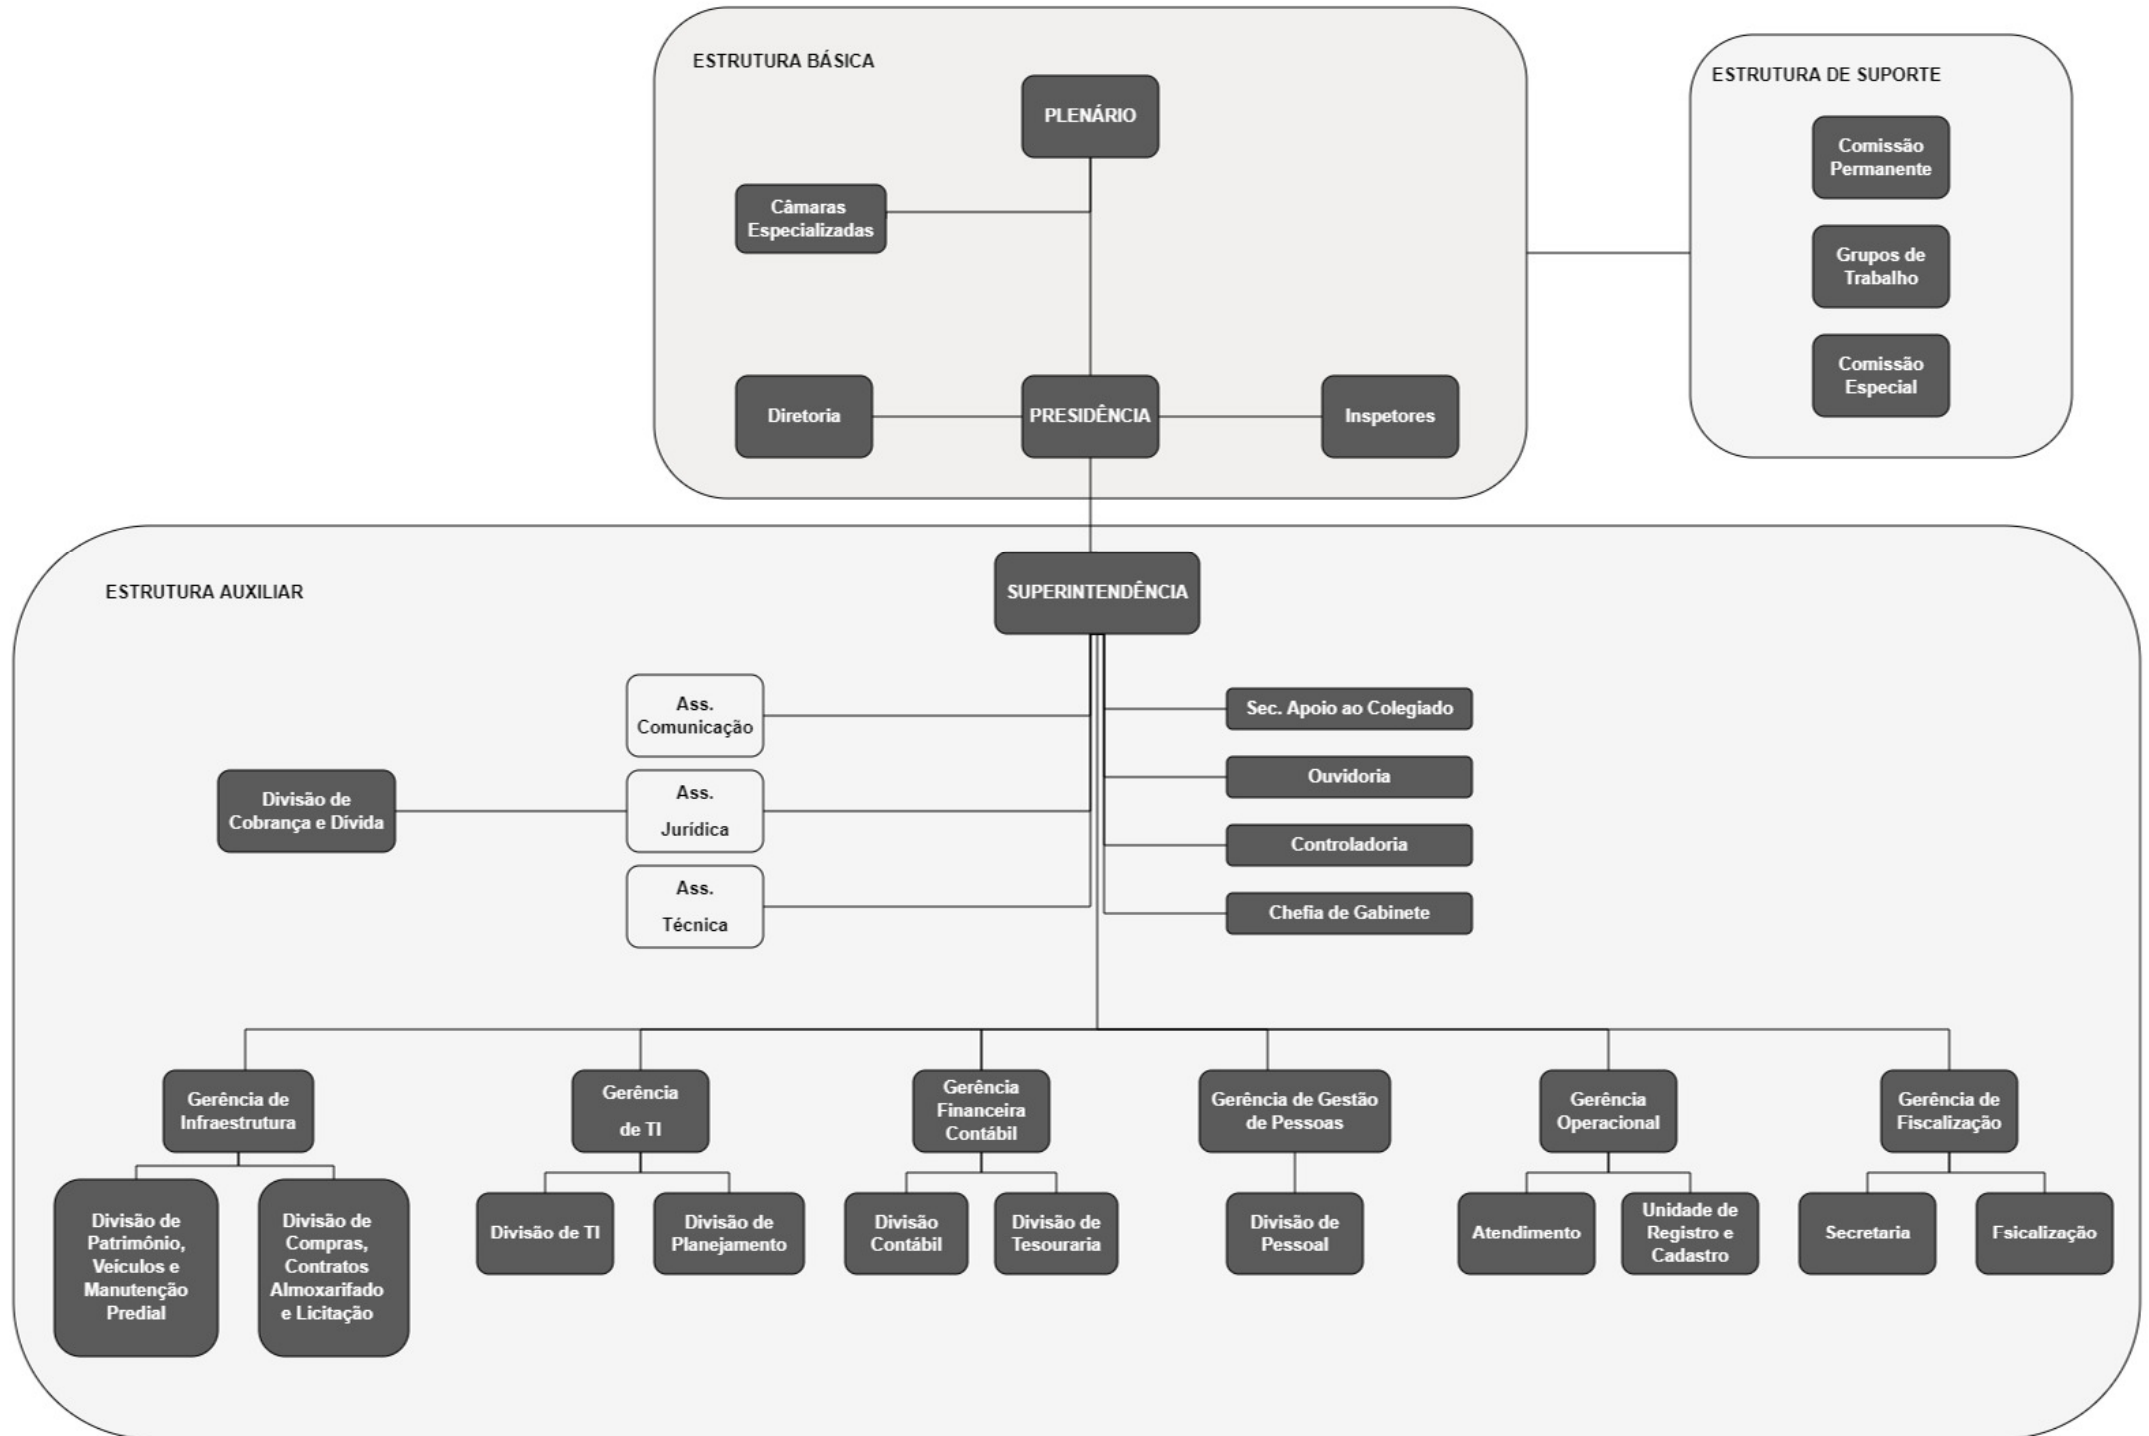 ESTRUTURA BÁSICA
PLENÁRIO
Câmaras
Especializadas
Diretoria
PRESIDÊNCIA
Inspetores
ESTRUTURA DE SUPORTE
Comissão
Permanente
Grupos de
Trabalho
Comissão
Especial
ESTRUTURA AUXILIAR
SUPERINTENDÊNCIA
Ass.
Comunicação
Divisão de
Cobrança e Dívida
Ass.
Jurídica
Ass.
Técnica
Sec. Apoio ao Colegiado
Ouvidoria
Controladoria
Chefia de Gabinete
Gerência de
Infraestrutura
Gerência
de TI
Gerência
Financeira
Contábil
Gerência de Gestão
de Pessoas
Gerência
Operacional
Gerência de
Fiscalização
Divisão de
Patrimônio,
Veículos e
Manutenção
Predial
Divisão de
Compras,
Contratos
Almoxarifado
e Licitação
Divisão de TI
Divisão de
Planejamento
Divisão
Contábil
Divisão de
Tesouraria
Divisão de
Pessoal
Atendimento
Unidade de
Registro e
Cadastro
Secretaria
Fsicalização